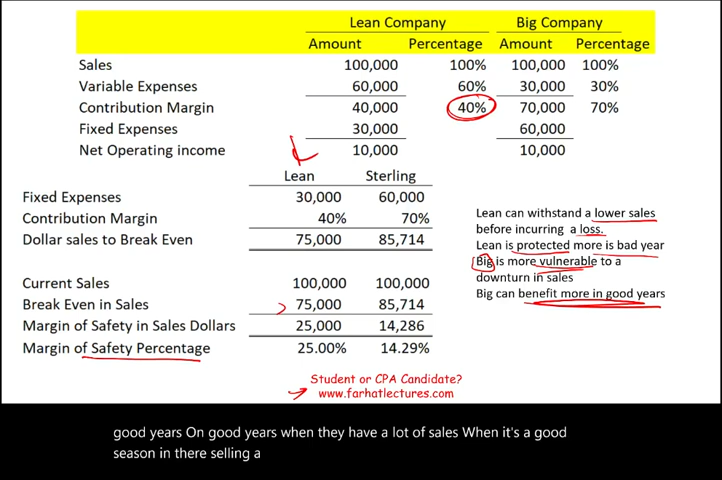 Lean Company Big Company
Amount Percentage Amount Percentage
Sales 100,000 100% 100,000 100%
Variable Expenses 60,000 60% 30,000 30%
Contribution Margin 40,000 40% 70,000 70%
Fixed Expenses 30,000 60,000
Net Operating income 10,000 10,000
Lean Sterling
Fixed Expenses 30,000 60,000
Contribution Margin 40% 70%
Dollar sales to Break Even 75,000 85,714
Current Sales 100,000 100,000
Break Even in Sales 75,000 85,714
Margin of Safety in Sales Dollars 25,000 14,286
Margin of Safety Percentage 25.00% 14.29%
Lean can withstand a lower sales
before incurring a loss.
Lean is protected more is bad year
Big is more vulnerable to a
downturn in sales
Big can benefit more in good years
Student or CPA Candidate?
www.farhatlectures.com
good years On good years when they have a lot of sales When it's a good
season in there selling a